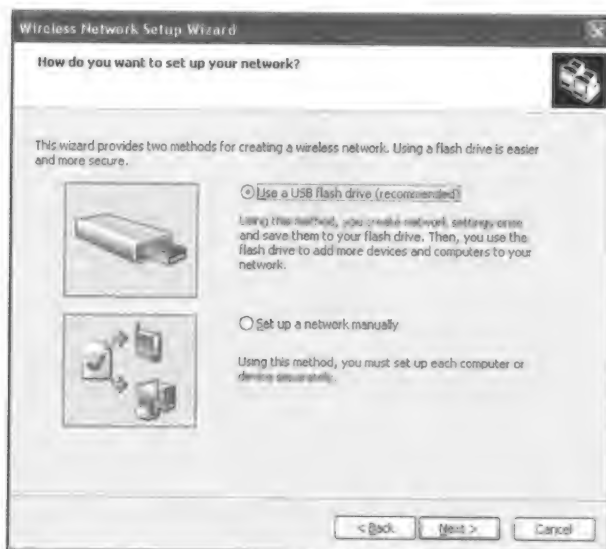 Wireless Network Setup Wizard
How do you want to set up your network?
This wizard provides two methods for creating a wireless network. Using a flash drive is easier
and more secure.
Use a USB flash drive (recommended)
Using this method, you create network settings once
and save them to your flash drive. Then, you use the
flash drive to add more devices and computers to your
network.
Set up a network manually
Using this method, you must set up each computer or
device separately.
< Back
Next >
Cancel